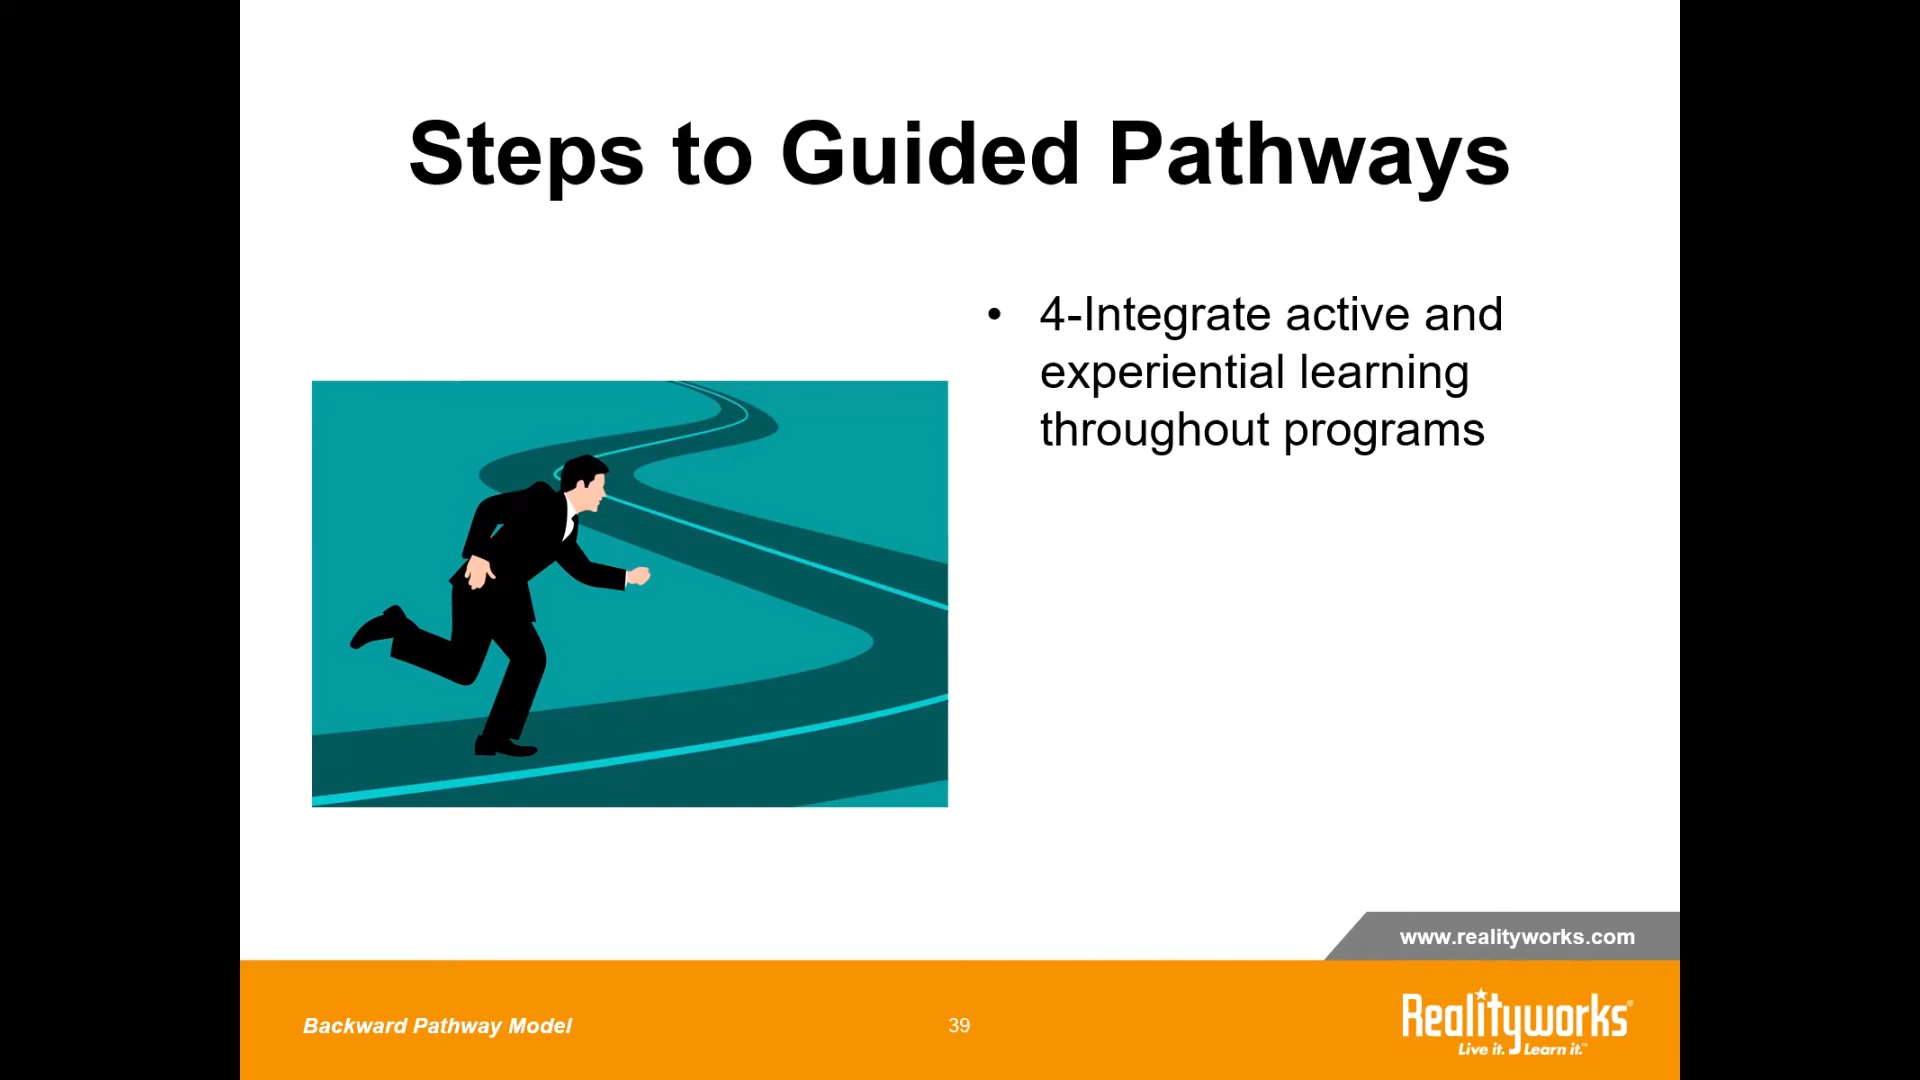 Steps to Guided Pathways
• 4-Integrate active and
experiential learning
throughout programs
www.realityworks.com
Backward Pathway Model
39
Realityworks®
Live it. Learn it.™